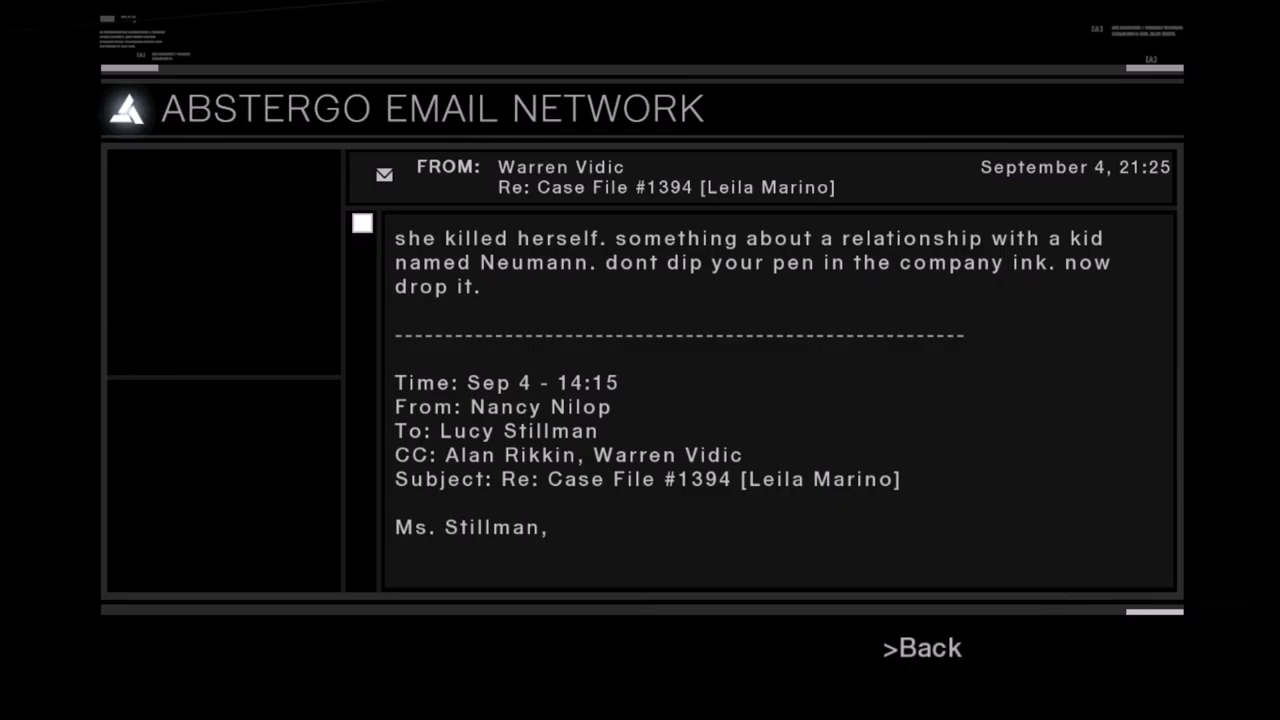 ABSTERGO EMAIL NETWORK
FROM: Warren Vidic September 4, 21:25
Re: Case File #1394 [Leila Marino]
she killed herself. something about a relationship with a kid
named Neumann. dont dip your pen in the company ink. now
drop it.
---------------------------------------------------------
Time: Sep 4 - 14:15
From: Nancy Nilop
To: Lucy Stillman
CC: Alan Rikkin, Warren Vidic
Subject: Re: Case File #1394 [Leila Marino]
Ms. Stillman,
>Back